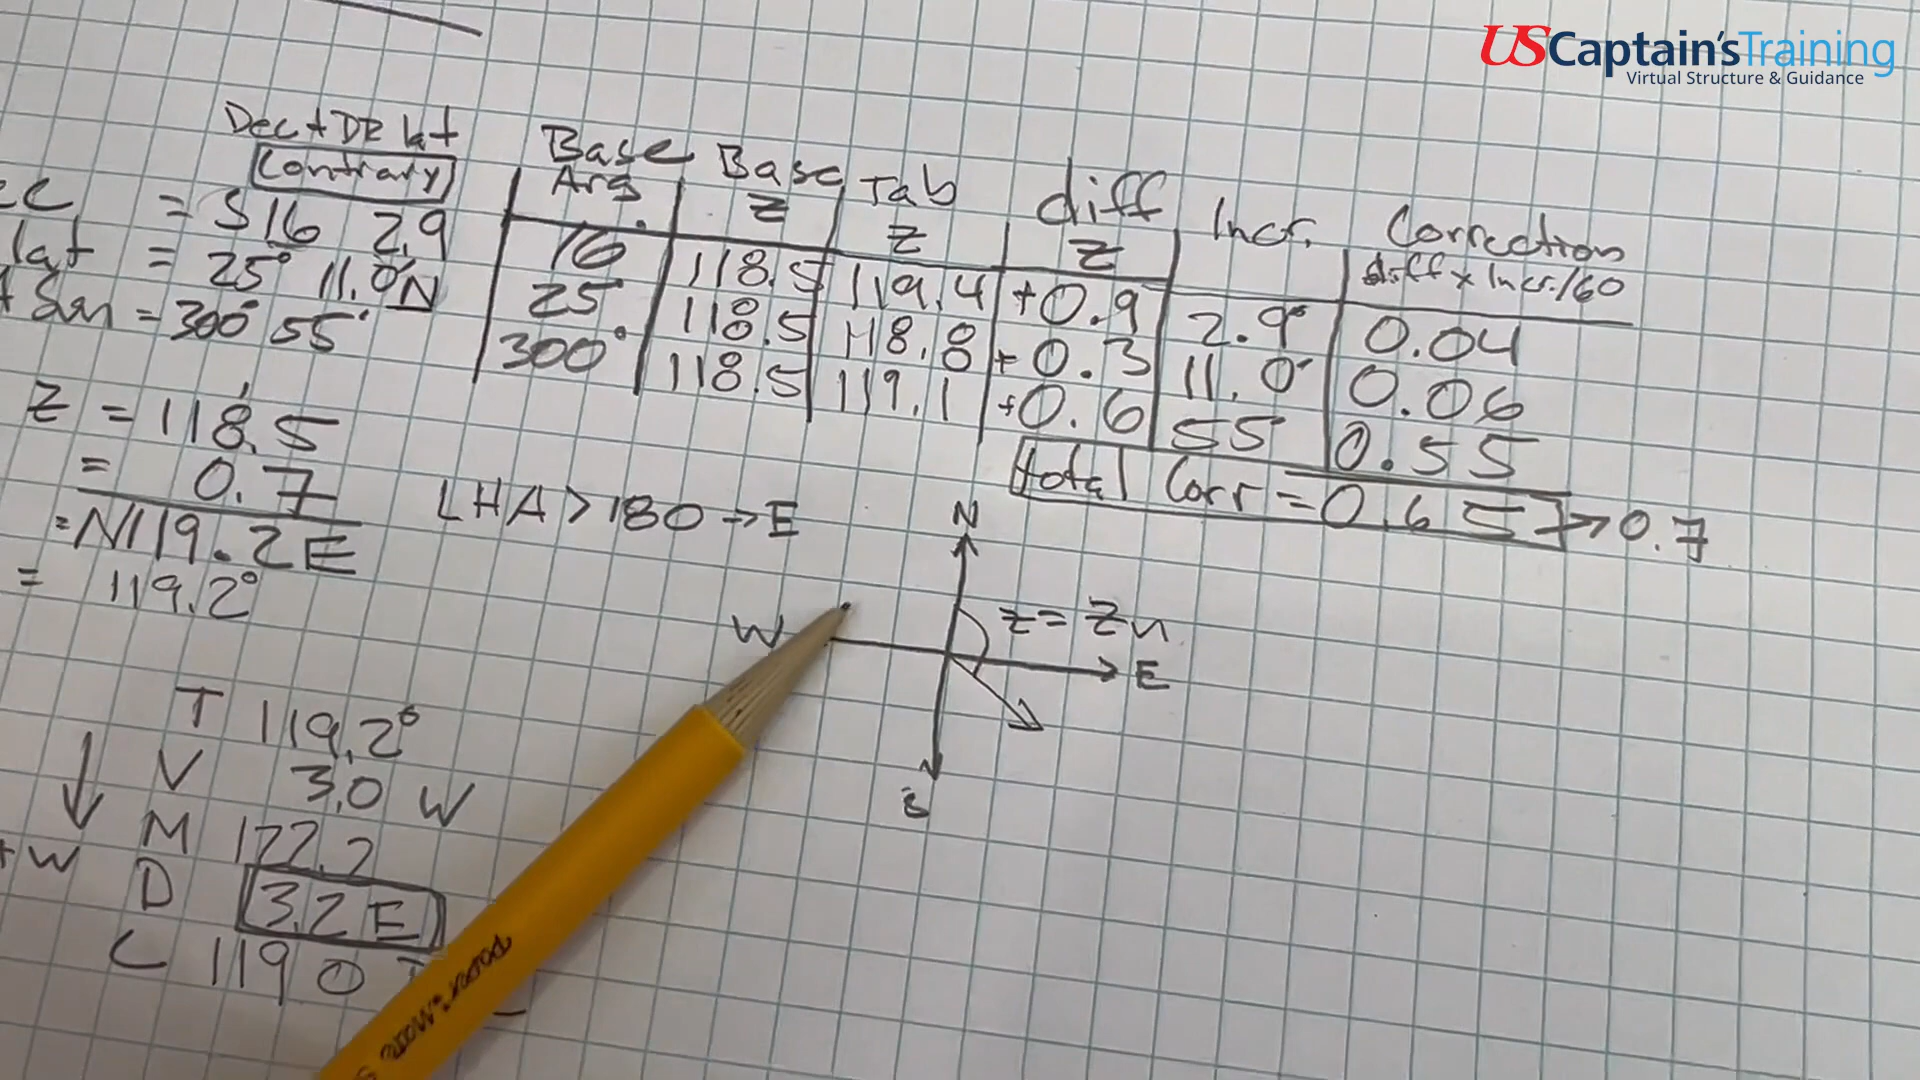 USCaptain'sTraining
Virtual Structure & Guidance
Dec + DR lat
Contrary
= S16 2.9
lat = 25° 11.0'N
Sun = 300° 55'
Base Arg. Base Z Tab Z diff Z Incr. Correction diff x Incr./60
16 118.5 119.4 +0.9 2.9' 0.04
25 118.5 118.8 +0.3 11.0' 0.06
300° 118.5 119.1 +0.6 55' 0.55
total Corr = 0.65 → 0.7
Z = 118.5
= 0.7
= N119.2E
= 119.2°
LHA > 180 → E
N
W
E
S
Z = Zn
T 119.2°
V 3.0 W
M 122.2
+W D 3.2 E
C 119.0
Paper Mate